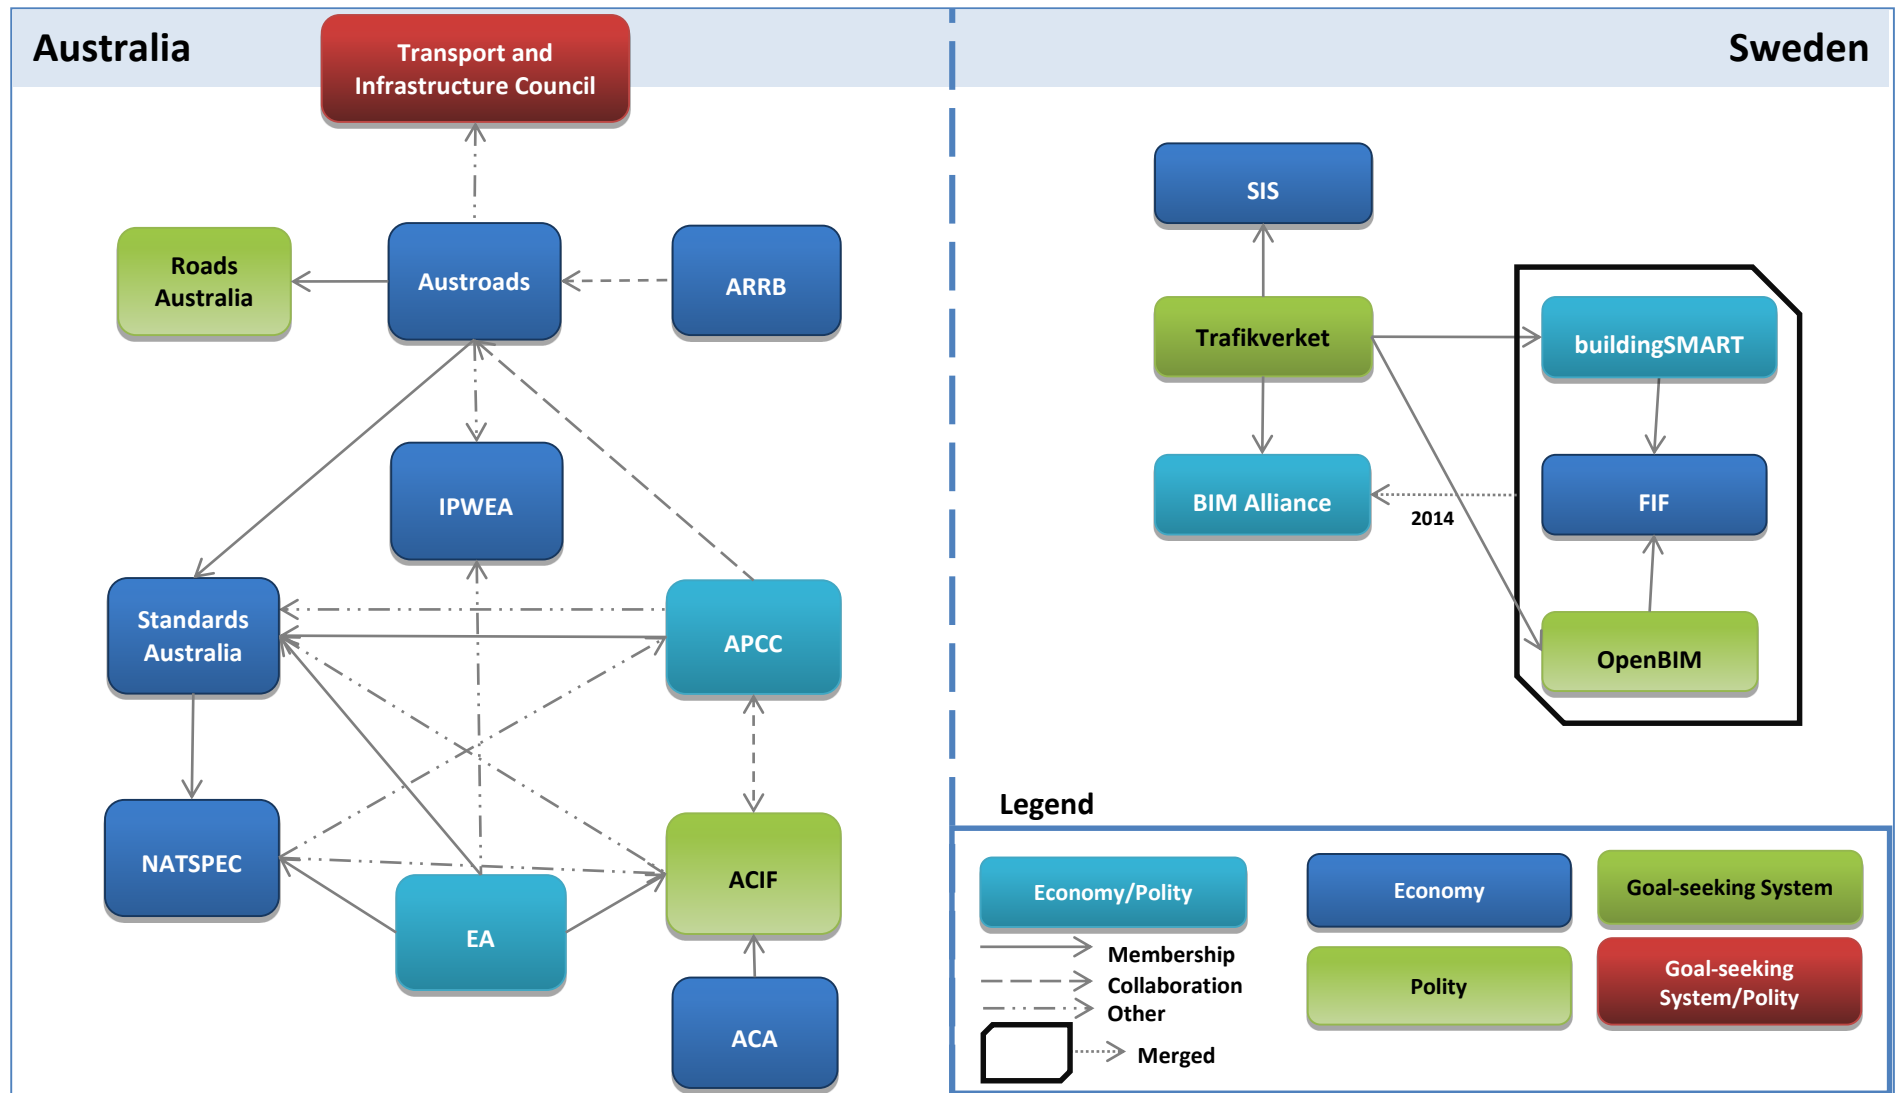 Australia
Sweden
Transport and
Infrastructure Council
Roads
Australia
Austroads
ARRB
IPWEA
Standards
Australia
APCC
NATSPEC
EA
ACIF
ACA
SIS
Trafikverket
buildingSMART
BIM Alliance
2014
FIF
OpenBIM
Legend
Economy/Polity
Economy
Goal-seeking System
Membership
Collaboration
Other
Merged
Polity
Goal-seeking
System/Polity